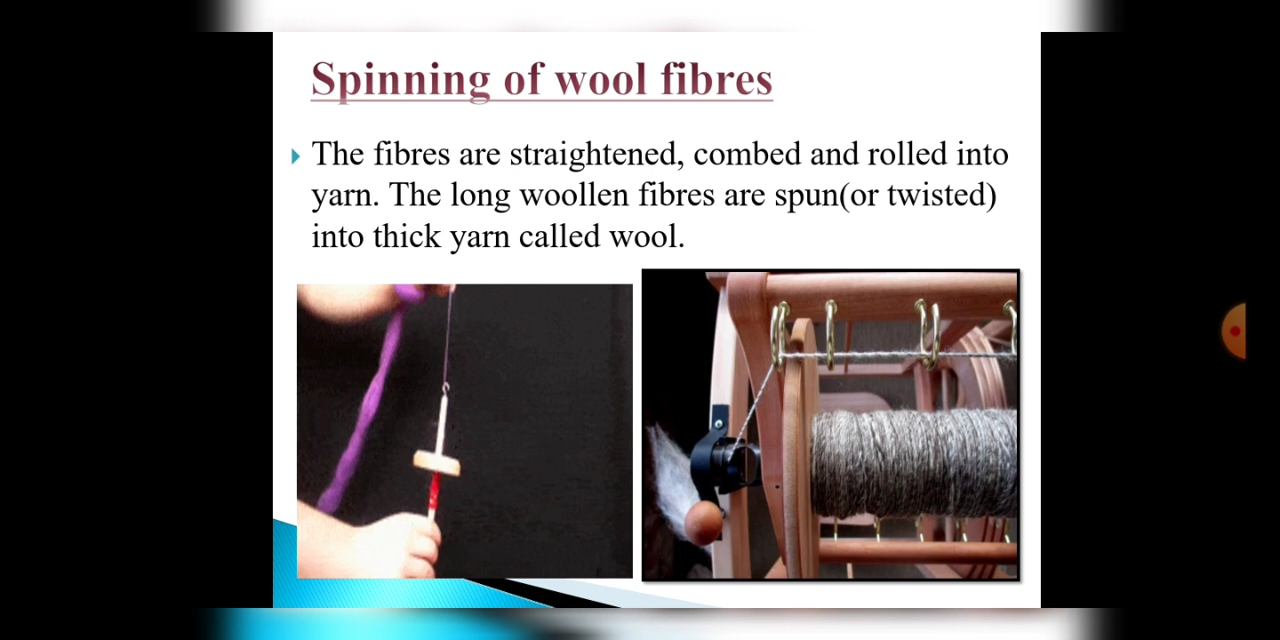 Spinning of wool fibres
The fibres are straightened, combed and rolled into
yarn. The long woollen fibres are spun(or twisted)
into thick yarn called wool.